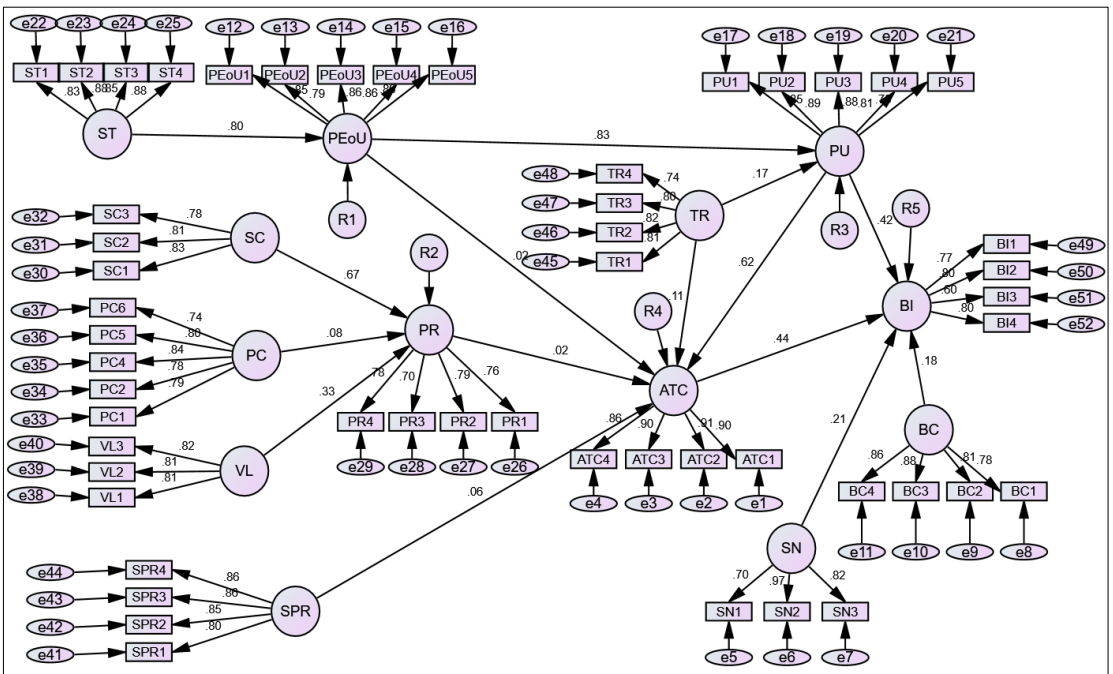 e22 e23 e24 e25
ST1 ST2 ST3 ST4
.83 .88 .85 .88
ST
e12 e13 e14 e15 e16
PEoU1 PEoU2 PEoU3 PEoU4 PEoU5
.85 .79 .86 .86
PEoU
R1
.80
.83
e17 e18 e19 e20 e21
PU1 PU2 PU3 PU4 PU5
.85 .89 .88 .81
PU
R3
e48 TR4 .74
e47 TR3 .80
e46 TR2 .82
e45 TR1 .81
TR
.17
.02
.62
.11
.42
R5
e32 SC3 .78
e31 SC2 .81
e30 SC1 .83
SC
.67
R2
e37 PC6 .74
e36 PC5 .80
e35 PC4 .84
e34 PC2 .78
e33 PC1 .79
PC
.08
PR
.02
e40 VL3 .82
e39 VL2 .81
e38 VL1 .81
VL
.33
.78 .70 .79 .76
PR4 PR3 PR2 PR1
e29 e28 e27 e26
R4
ATC
.44
.86 .90 .91 .90
ATC4 ATC3 ATC2 ATC1
e4 e3 e2 e1
BI
.77 BI1 e49
.80 BI2 e50
.60 BI3 e51
.80 BI4 e52
.18
.21
BC
.86 .88 .81 .78
BC4 BC3 BC2 BC1
e11 e10 e9 e8
.06
e44 SPR4 .86
e43 SPR3 .86
e42 SPR2 .85
e41 SPR1 .80
SPR
SN
.70 .97 .82
SN1 SN2 SN3
e5 e6 e7